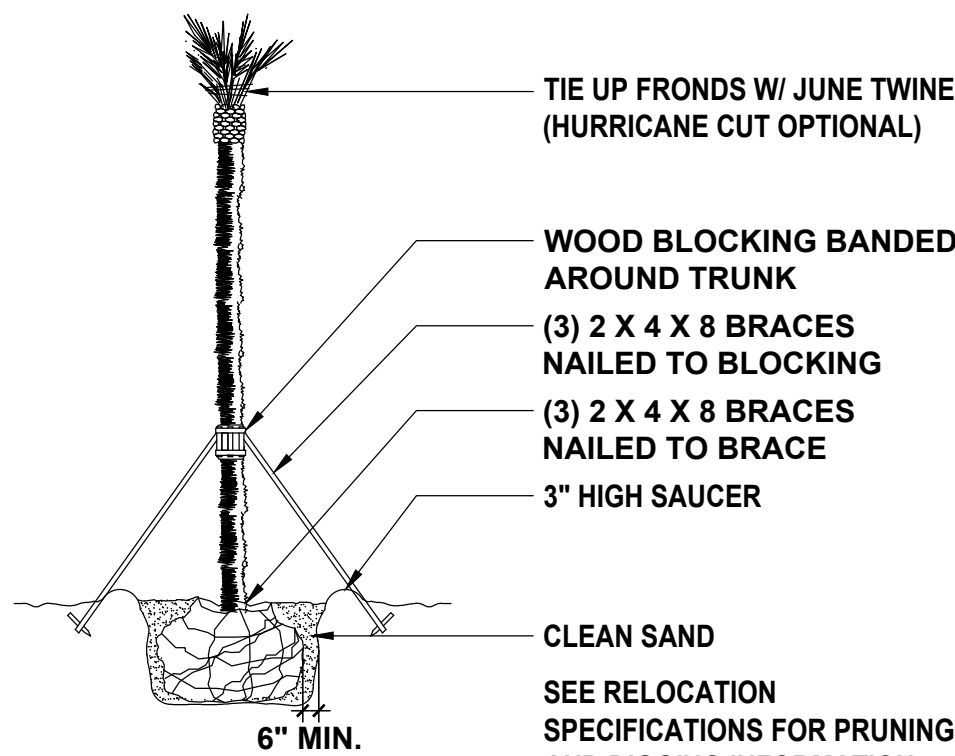 TIE UP FRONDS W/ JUNE TWINE
(HURRICANE CUT OPTIONAL)
WOOD BLOCKING BANDED
AROUND TRUNK
(3) 2 X 4 X 8 BRACES
NAILED TO BLOCKING
(3) 2 X 4 X 8 BRACES
NAILED TO BRACE
3" HIGH SAUCER
CLEAN SAND
SEE RELOCATION
SPECIFICATIONS FOR PRUNING
6" MIN.